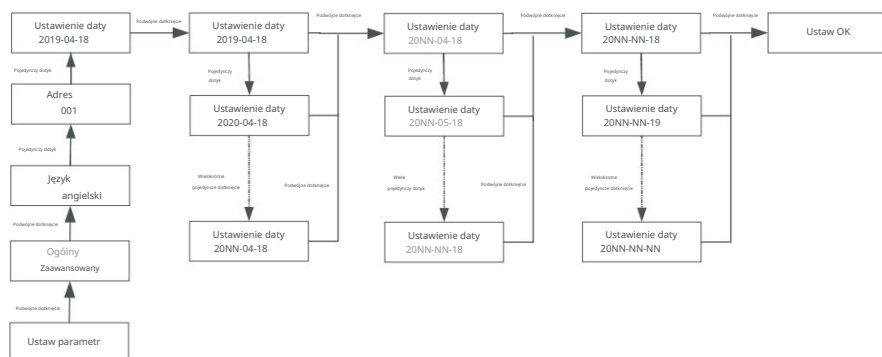 Ustawienie daty
2019-04-18
Podwójne dotknięcie
Ustawienie daty
2019-04-18
Podwójne dotknięcie
Ustawienie daty
20NN-04-18
Podwójne dotknięcie
Ustawienie daty
20NN-NN-18
Podwójne dotknięcie
Ustaw OK
Pojedynczy dotyk
Pojedynczy
dotyk
Pojedynczy
dotyk
Pojedynczy
dotyk
Adres
001
Ustawienie daty
2020-04-18
Ustawienie daty
20NN-05-18
Ustawienie daty
20NN-NN-19
Pojedynczy dotyk
Język
angielski
Wielokrotne
pojedyncze dotknięcie
Podwójne dotknięcie
Wiele
pojedynczy dotyk
Podwójne dotknięcie
Wielokrotne
pojedyncze dotknięcie
Podwójne dotknięcie
Ogólny
Zaawansowany
Ustawienie daty
20NN-04-18
Ustawienie daty
20NN-NN-18
Ustawienie daty
20NN-NN-NN
Podwójne dotknięcie
Ustaw parametr